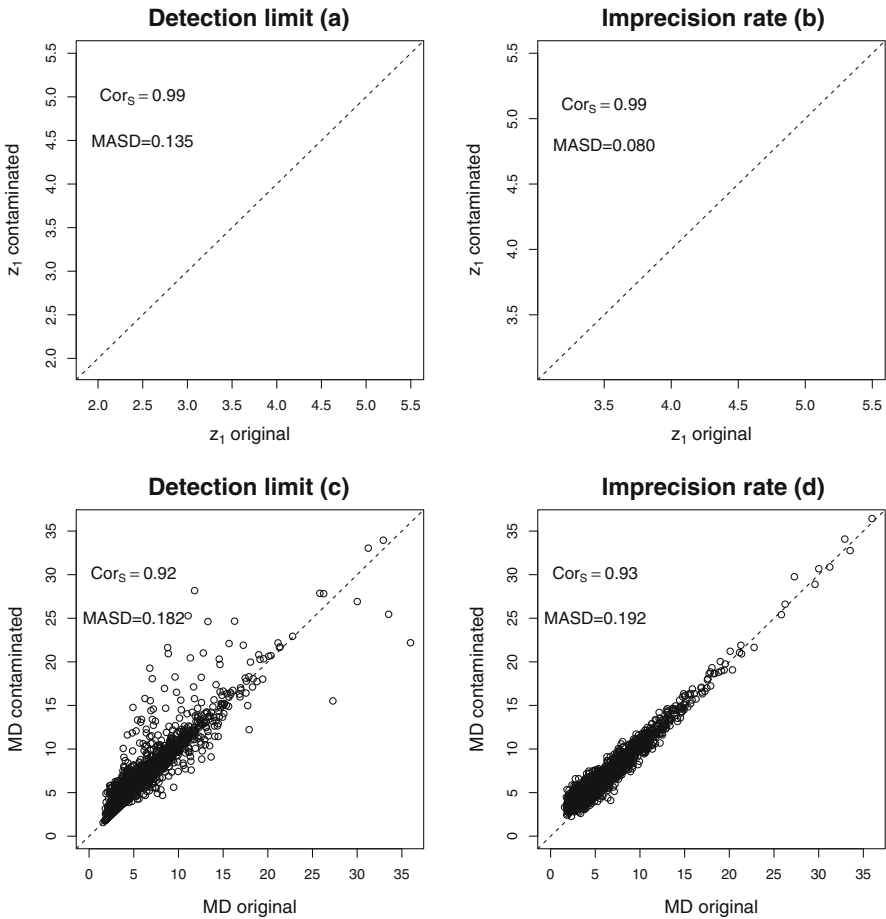 Detection limit (a)
5.5
5.0
4.5
4.0
3.5
3.0
2.5
2.0
z₁ contaminated
Cor_S = 0.99
MASD=0.135
2.0 2.5 3.0 3.5 4.0 4.5 5.0 5.5
z₁ original
Imprecision rate (b)
5.5
5.0
4.5
4.0
3.5
z₁ contaminated
Cor_S = 0.99
MASD=0.080
3.5 4.0 4.5 5.0 5.5
z₁ original
Detection limit (c)
35
30
25
20
15
10
5
0
MD contaminated
Cor_S = 0.92
MASD=0.182
0 5 10 15 20 25 30 35
MD original
Imprecision rate (d)
35
30
25
20
15
10
5
0
MD contaminated
Cor_S = 0.93
MASD=0.192
0 5 10 15 20 25 30 35
MD original